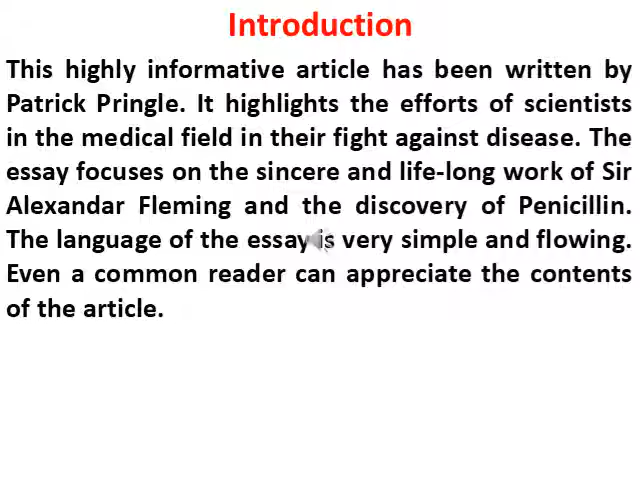 Introduction
This highly informative article has been written by
Patrick Pringle. It highlights the efforts of scientists
in the medical field in their fight against disease. The
essay focuses on the sincere and life-long work of Sir
Alexandar Fleming and the discovery of Penicillin.
The language of the essay is very simple and flowing.
Even a common reader can appreciate the contents
of the article.